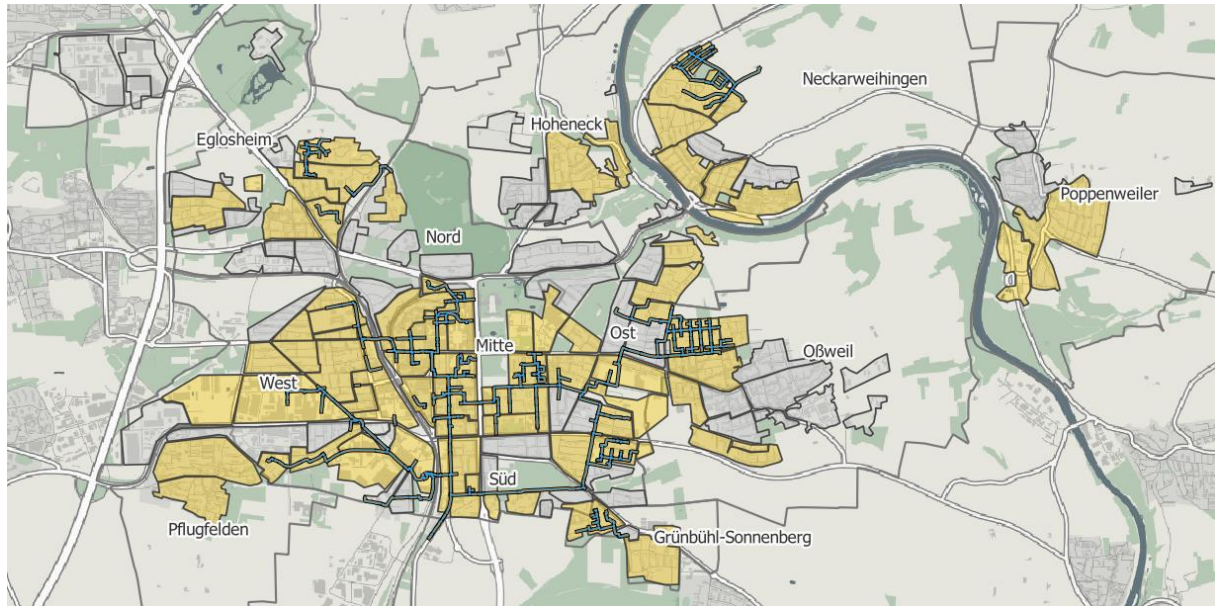 Neckarweihingen
Hoheneck
Eglosheim
Poppenweiler
Nord
Ost
Mitte
Oßweil
West
Süd
Pflugfelden
Grünbühl-Sonnenberg